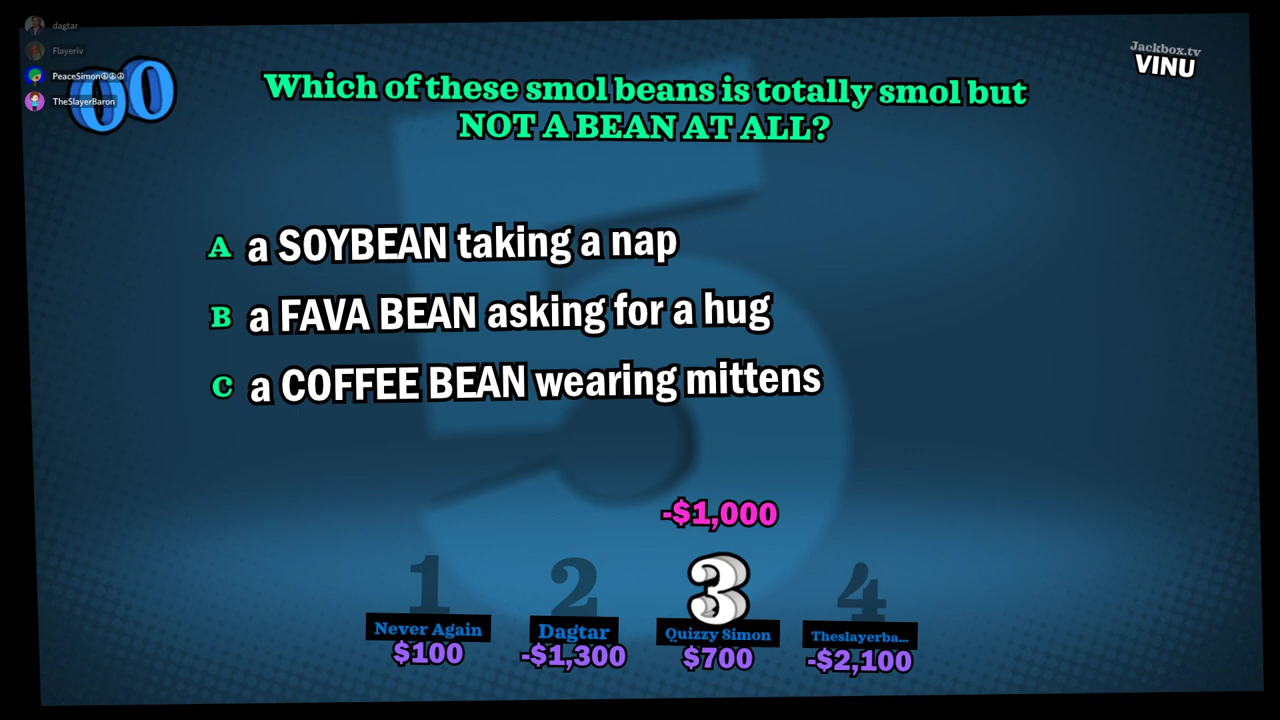 dagtar
Flayeriv
PeaceSimon☮☮☮
TheSlayerBaron
00
Jackbox.tv
VINU
Which of these smol beans is totally smol but
NOT A BEAN AT ALL?
A a SOYBEAN taking a nap
B a FAVA BEAN asking for a hug
C a COFFEE BEAN wearing mittens
5
-$1,000
1 2 3 4
Never Again Dagtar Quizzy Simon Theslayerba...
$100 -$1,300 $700 -$2,100